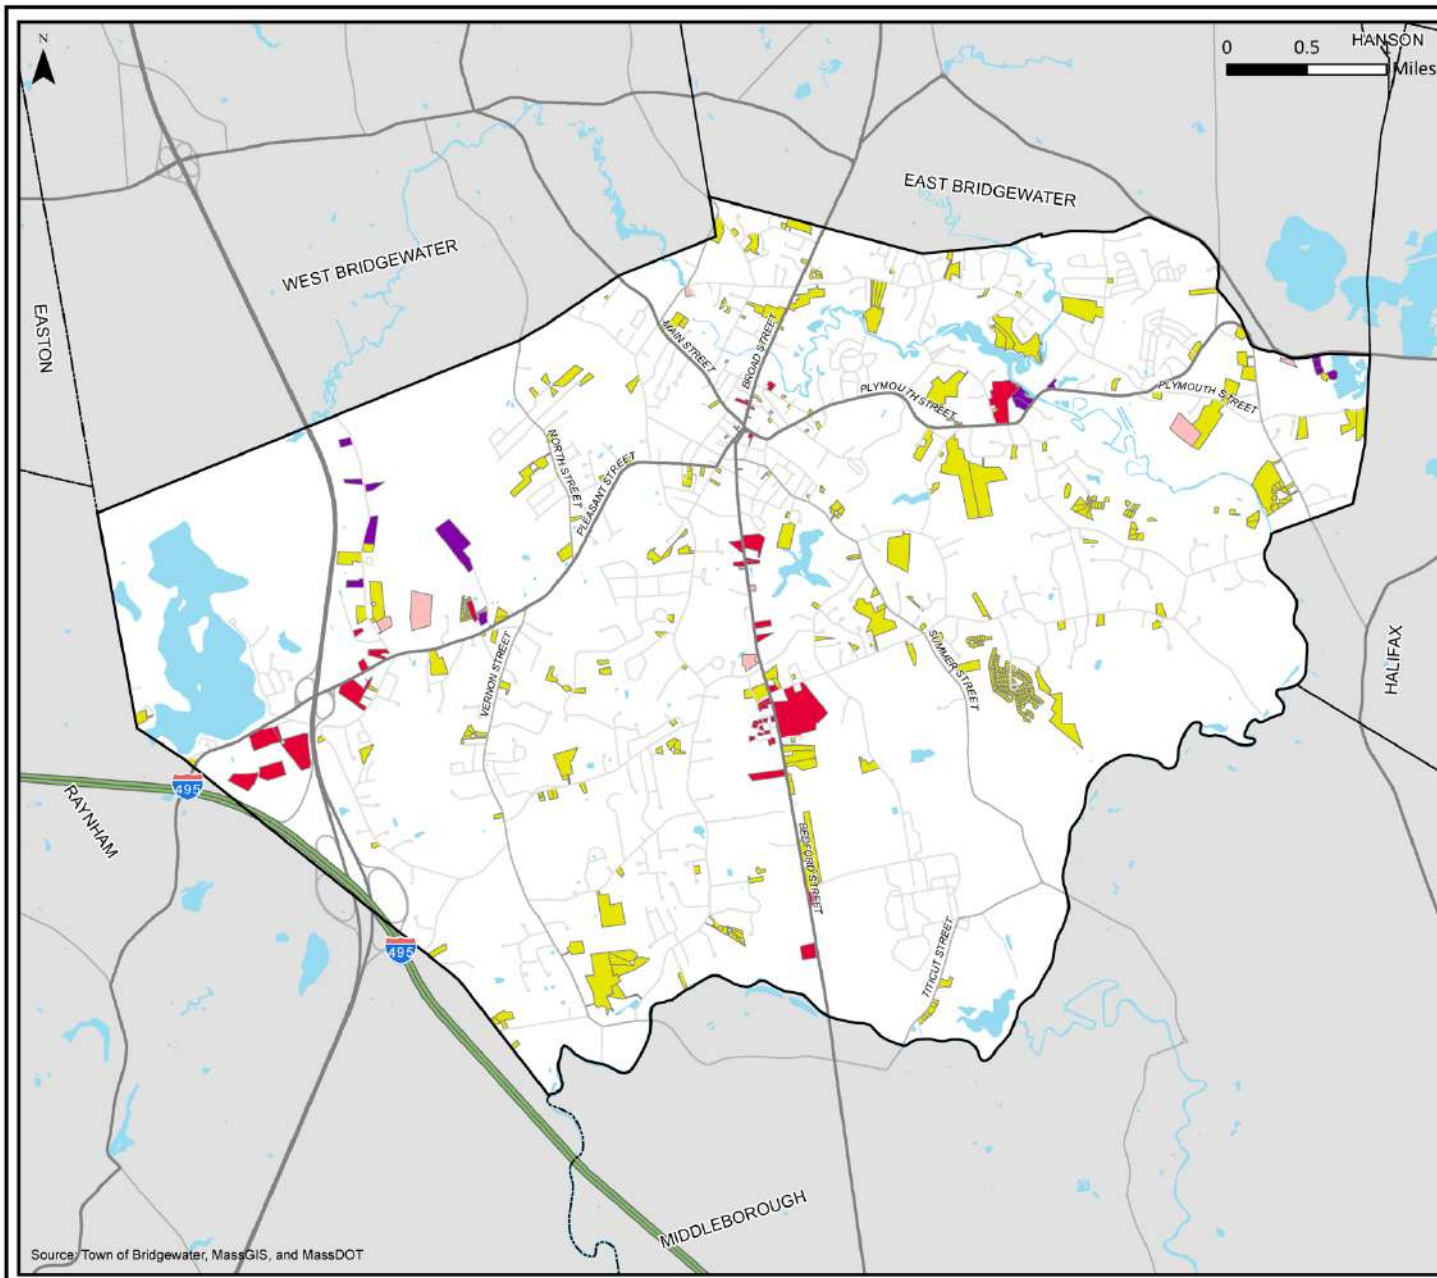 N
0 0.5 1
Miles
HANSON
EAST BRIDGEWATER
WEST BRIDGEWATER
EASTON
MAIN STREET
BROAD STREET
PLYMOUTH STREET
PLYMOUTH STREET
NORTH STREET
PLEASANT STREET
VERNON STREET
SUMMER STREET
HALIFAX
495
RAYNHAM
BEDFORD STREET
TITICUT STREET
495
MIDDLEBOROUGH
Source: Town of Bridgewater, MassGIS, and MassDOT